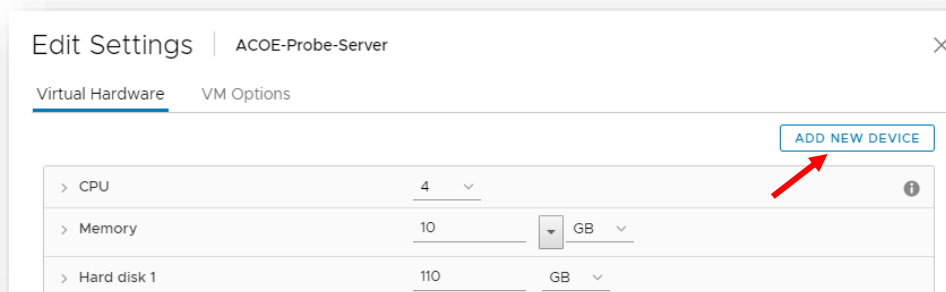 Edit Settings ACOE-Probe-Server
Virtual Hardware VM Options
ADD NEW DEVICE
CPU 4
Memory 10 GB
Hard disk 1 110 GB